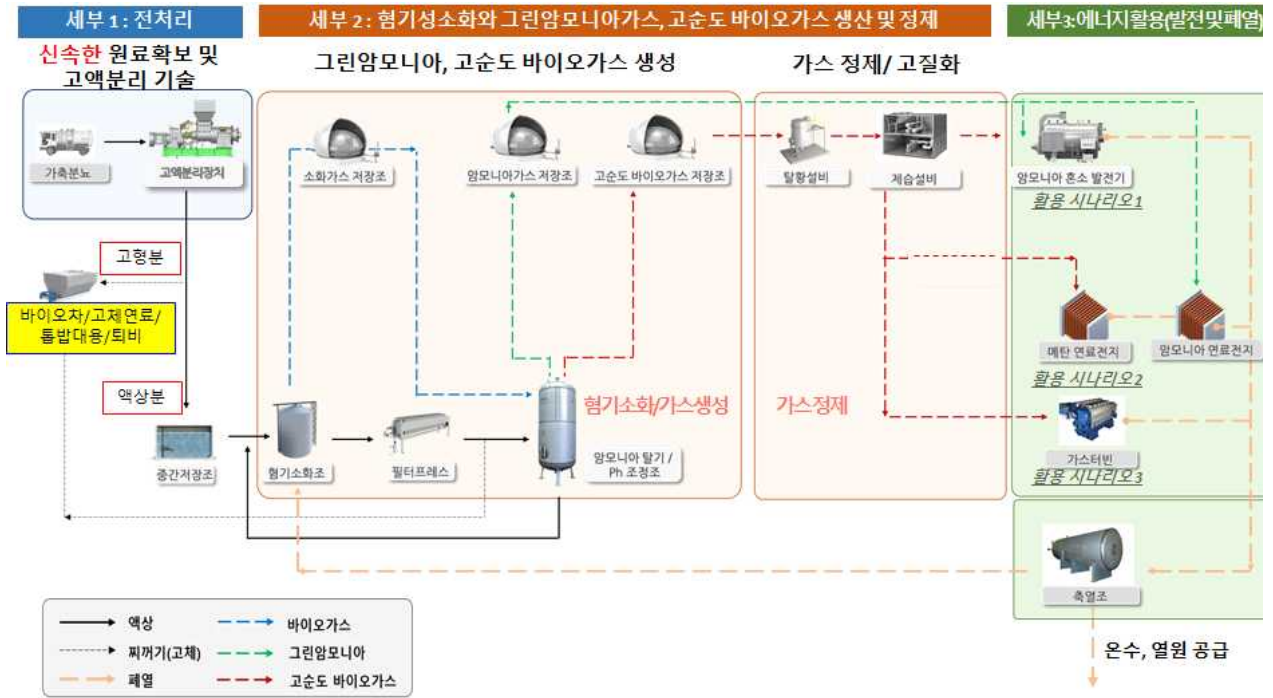 세부 1 : 전처리
세부 2 : 혐기성소화와 그린암모니아가스, 고순도 바이오가스 생산 및 정제
세부3:에너지활용(발전및폐열)
신속한 원료확보 및
고액분리 기술
그린암모니아, 고순도 바이오가스 생성
가스 정제/ 고질화
가축분뇨
고액분리장치
소화가스 저장조
암모니아가스 저장조
고순도 바이오가스 저장조
탈황설비
제습설비
암모니아 혼소 발전기
활용 시나리오1
고형분
바이오차/고체연료/
톱밥대용/퇴비
메탄 연료전지
암모니아 연료전지
활용 시나리오2
액상분
혐기소화/가스생성
가스정제
중간저장조
혐기소화조
필터프레스
암모니아 탈기 /
Ph 조정조
가스터빈
활용 시나리오3
축열조
온수, 열원 공급
액상
바이오가스
찌꺼기(고체)
그린암모니아
폐열
고순도 바이오가스